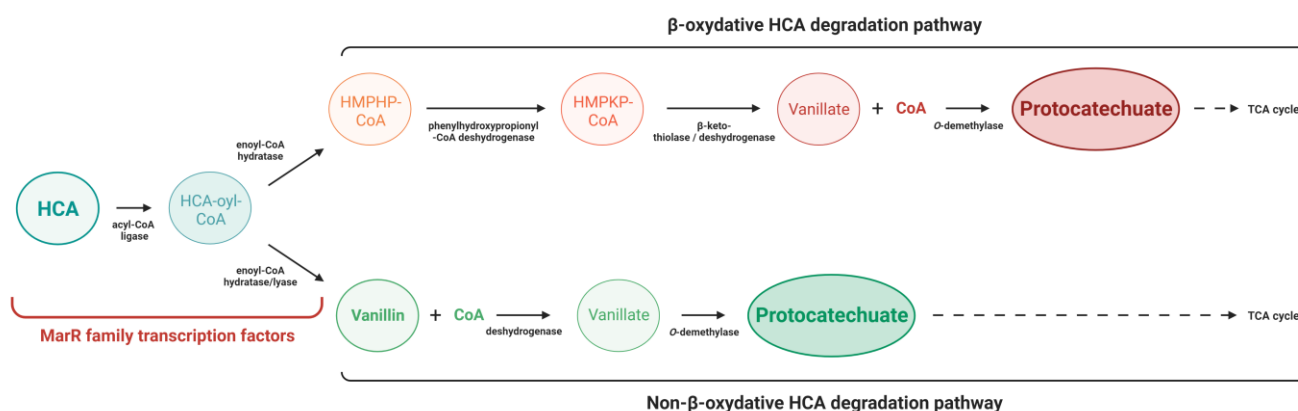 β-oxydative HCA degradation pathway
HMPHP-
CoA
phenylhydroxypropionyl
-CoA deshydrogenase
HMPKP-
CoA
β-keto-
thiolase / deshydrogenase
Vanillate
+
CoA
O-demethylase
Protocatechuate
TCA cycle
enoyl-CoA
hydratase
HCA
acyl-CoA
ligase
HCA-oyl-
CoA
enoyl-CoA
hydratase/lyase
MarR family transcription factors
Vanillin
+
CoA
deshydrogenase
Vanillate
O-demethylase
Protocatechuate
TCA cycle
Non-β-oxydative HCA degradation pathway